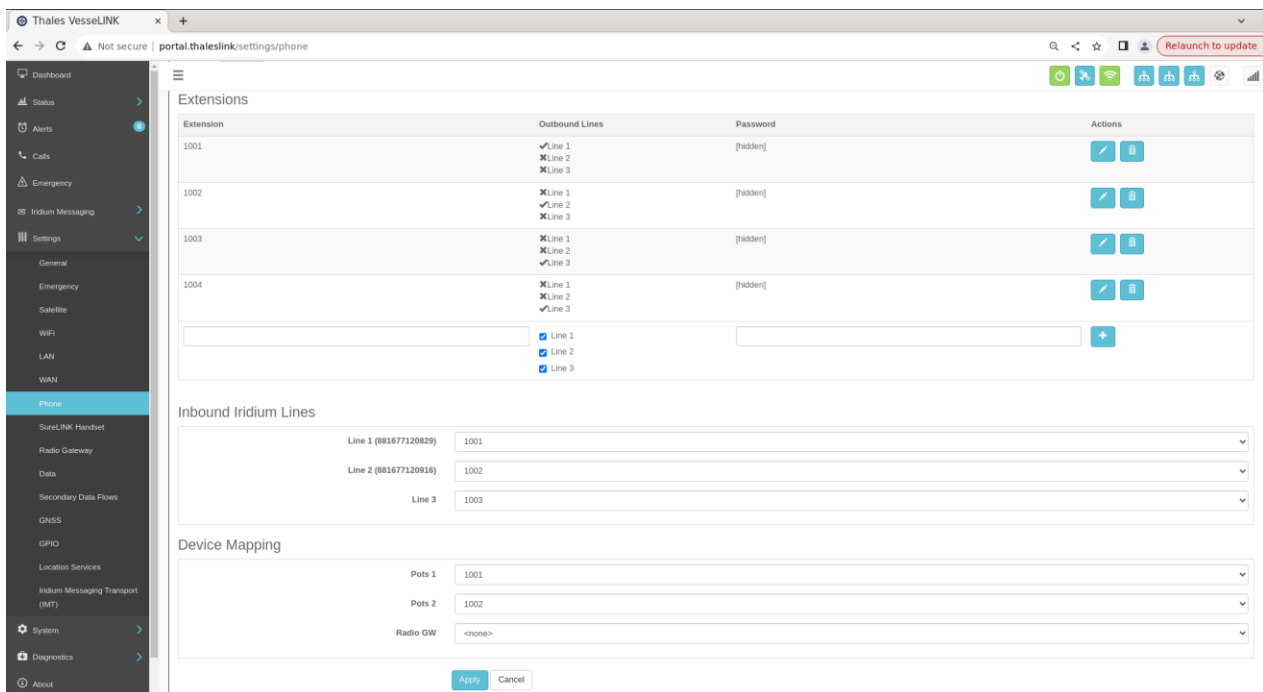 Thales VesseLINK
Not secure | portal.thaleslink/settings/phone
Relaunch to update
Dashboard
Status
Alerts 0
Calls
Emergency
Iridium Messaging
Settings
General
Emergency
Satellite
WiFi
LAN
WAN
Phone
SureLINK Handset
Radio Gateway
Data
Secondary Data Flows
GNSS
GPIO
Location Services
Iridium Messaging Transport
(IMT)
System
Diagnostics
About
Extensions
Extension Outbound Lines Password Actions
1001 ✔Line 1 [hidden]
✖Line 2
✖Line 3
1002 ✖Line 1 [hidden]
✔Line 2
✖Line 3
1003 ✖Line 1 [hidden]
✖Line 2
✔Line 3
1004 ✖Line 1 [hidden]
✖Line 2
✔Line 3
Line 1
Line 2
Line 3
Inbound Iridium Lines
Line 1 (881677120829) 1001
Line 2 (881677120916) 1002
Line 3 1003
Device Mapping
Pots 1 1001
Pots 2 1002
Radio GW <none>
Apply Cancel